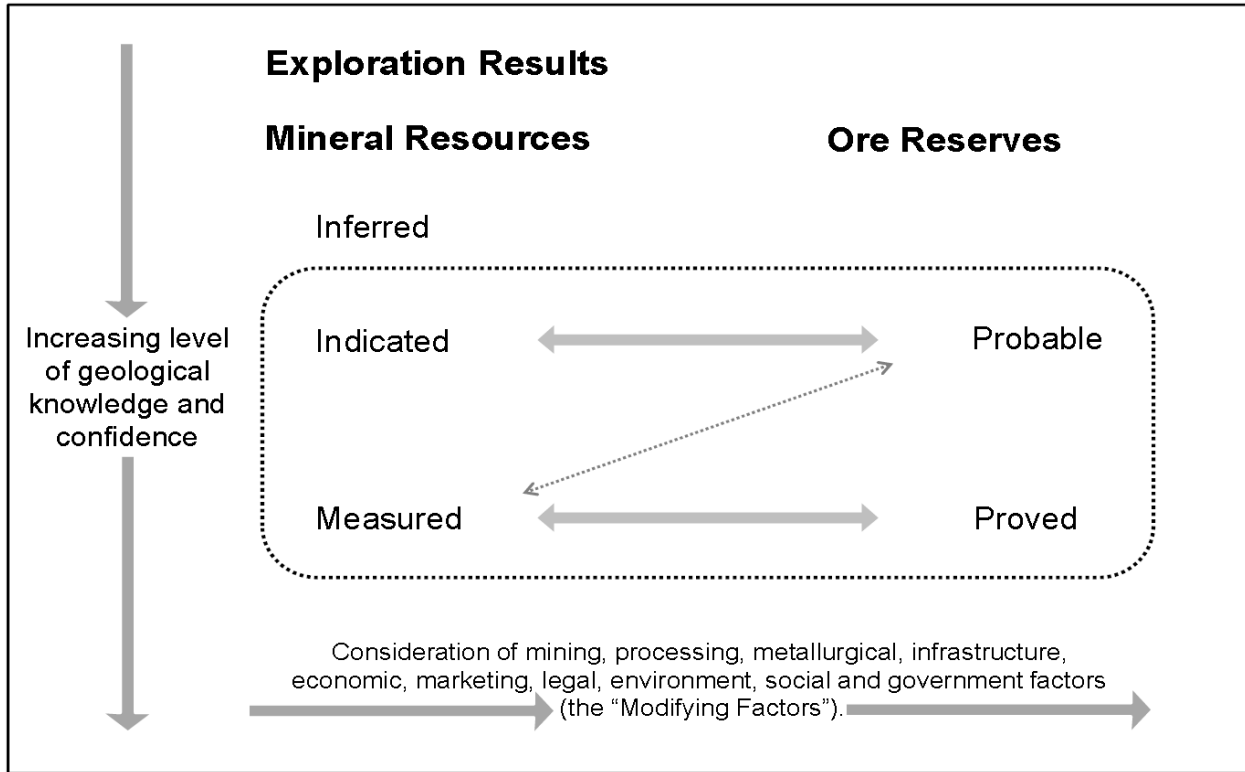 Exploration Results
Mineral Resources
Ore Reserves
Inferred
Increasing level
of geological
knowledge and
confidence
Indicated
Probable
Measured
Proved
Consideration of mining, processing, metallurgical, infrastructure,
economic, marketing, legal, environment, social and government factors
(the “Modifying Factors”).